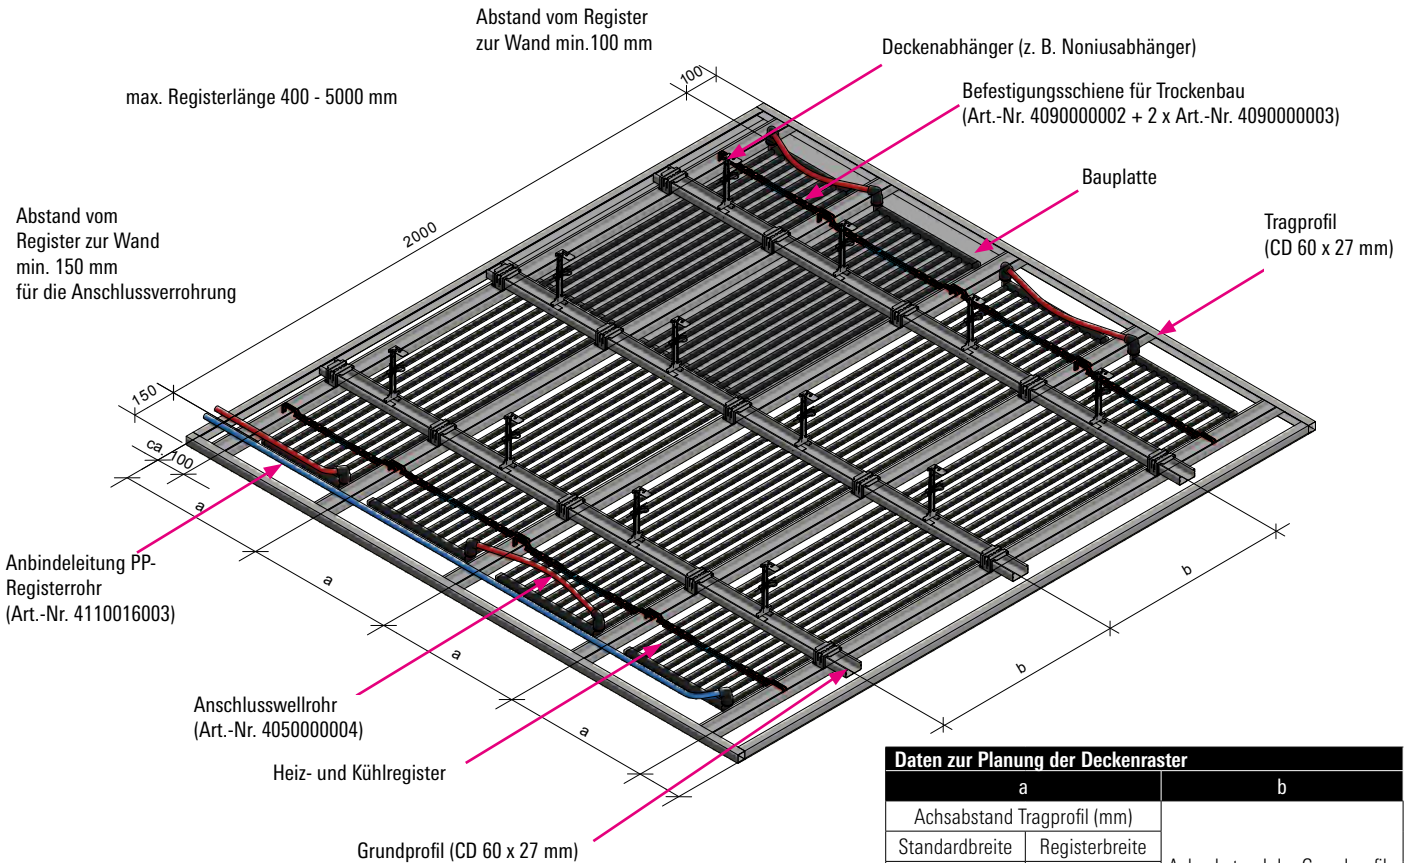 Abstand vom Register
zur Wand min.100 mm
Deckenabhänger (z. B. Noniusabhänger)
max. Registerlänge 400 - 5000 mm
100
Befestigungsschiene für Trockenbau
(Art.-Nr. 4090000002 + 2 x Art.-Nr. 4090000003)
Bauplatte
Abstand vom
Register zur Wand
min. 150 mm
für die Anschlussverrohrung
2000
Tragprofil
(CD 60 x 27 mm)
150
ca. 100
a
a
a
a
b
b
Anbindeleitung PP-
Registerrohr
(Art.-Nr. 4110016003)
Anschlusswellrohr
(Art.-Nr. 4050000004)
Heiz- und Kühlregister
Grundprofil (CD 60 x 27 mm)
Daten zur Planung der Deckenraster
a b
Achsabstand Tragprofil (mm)
Standardbreite Registerbreite